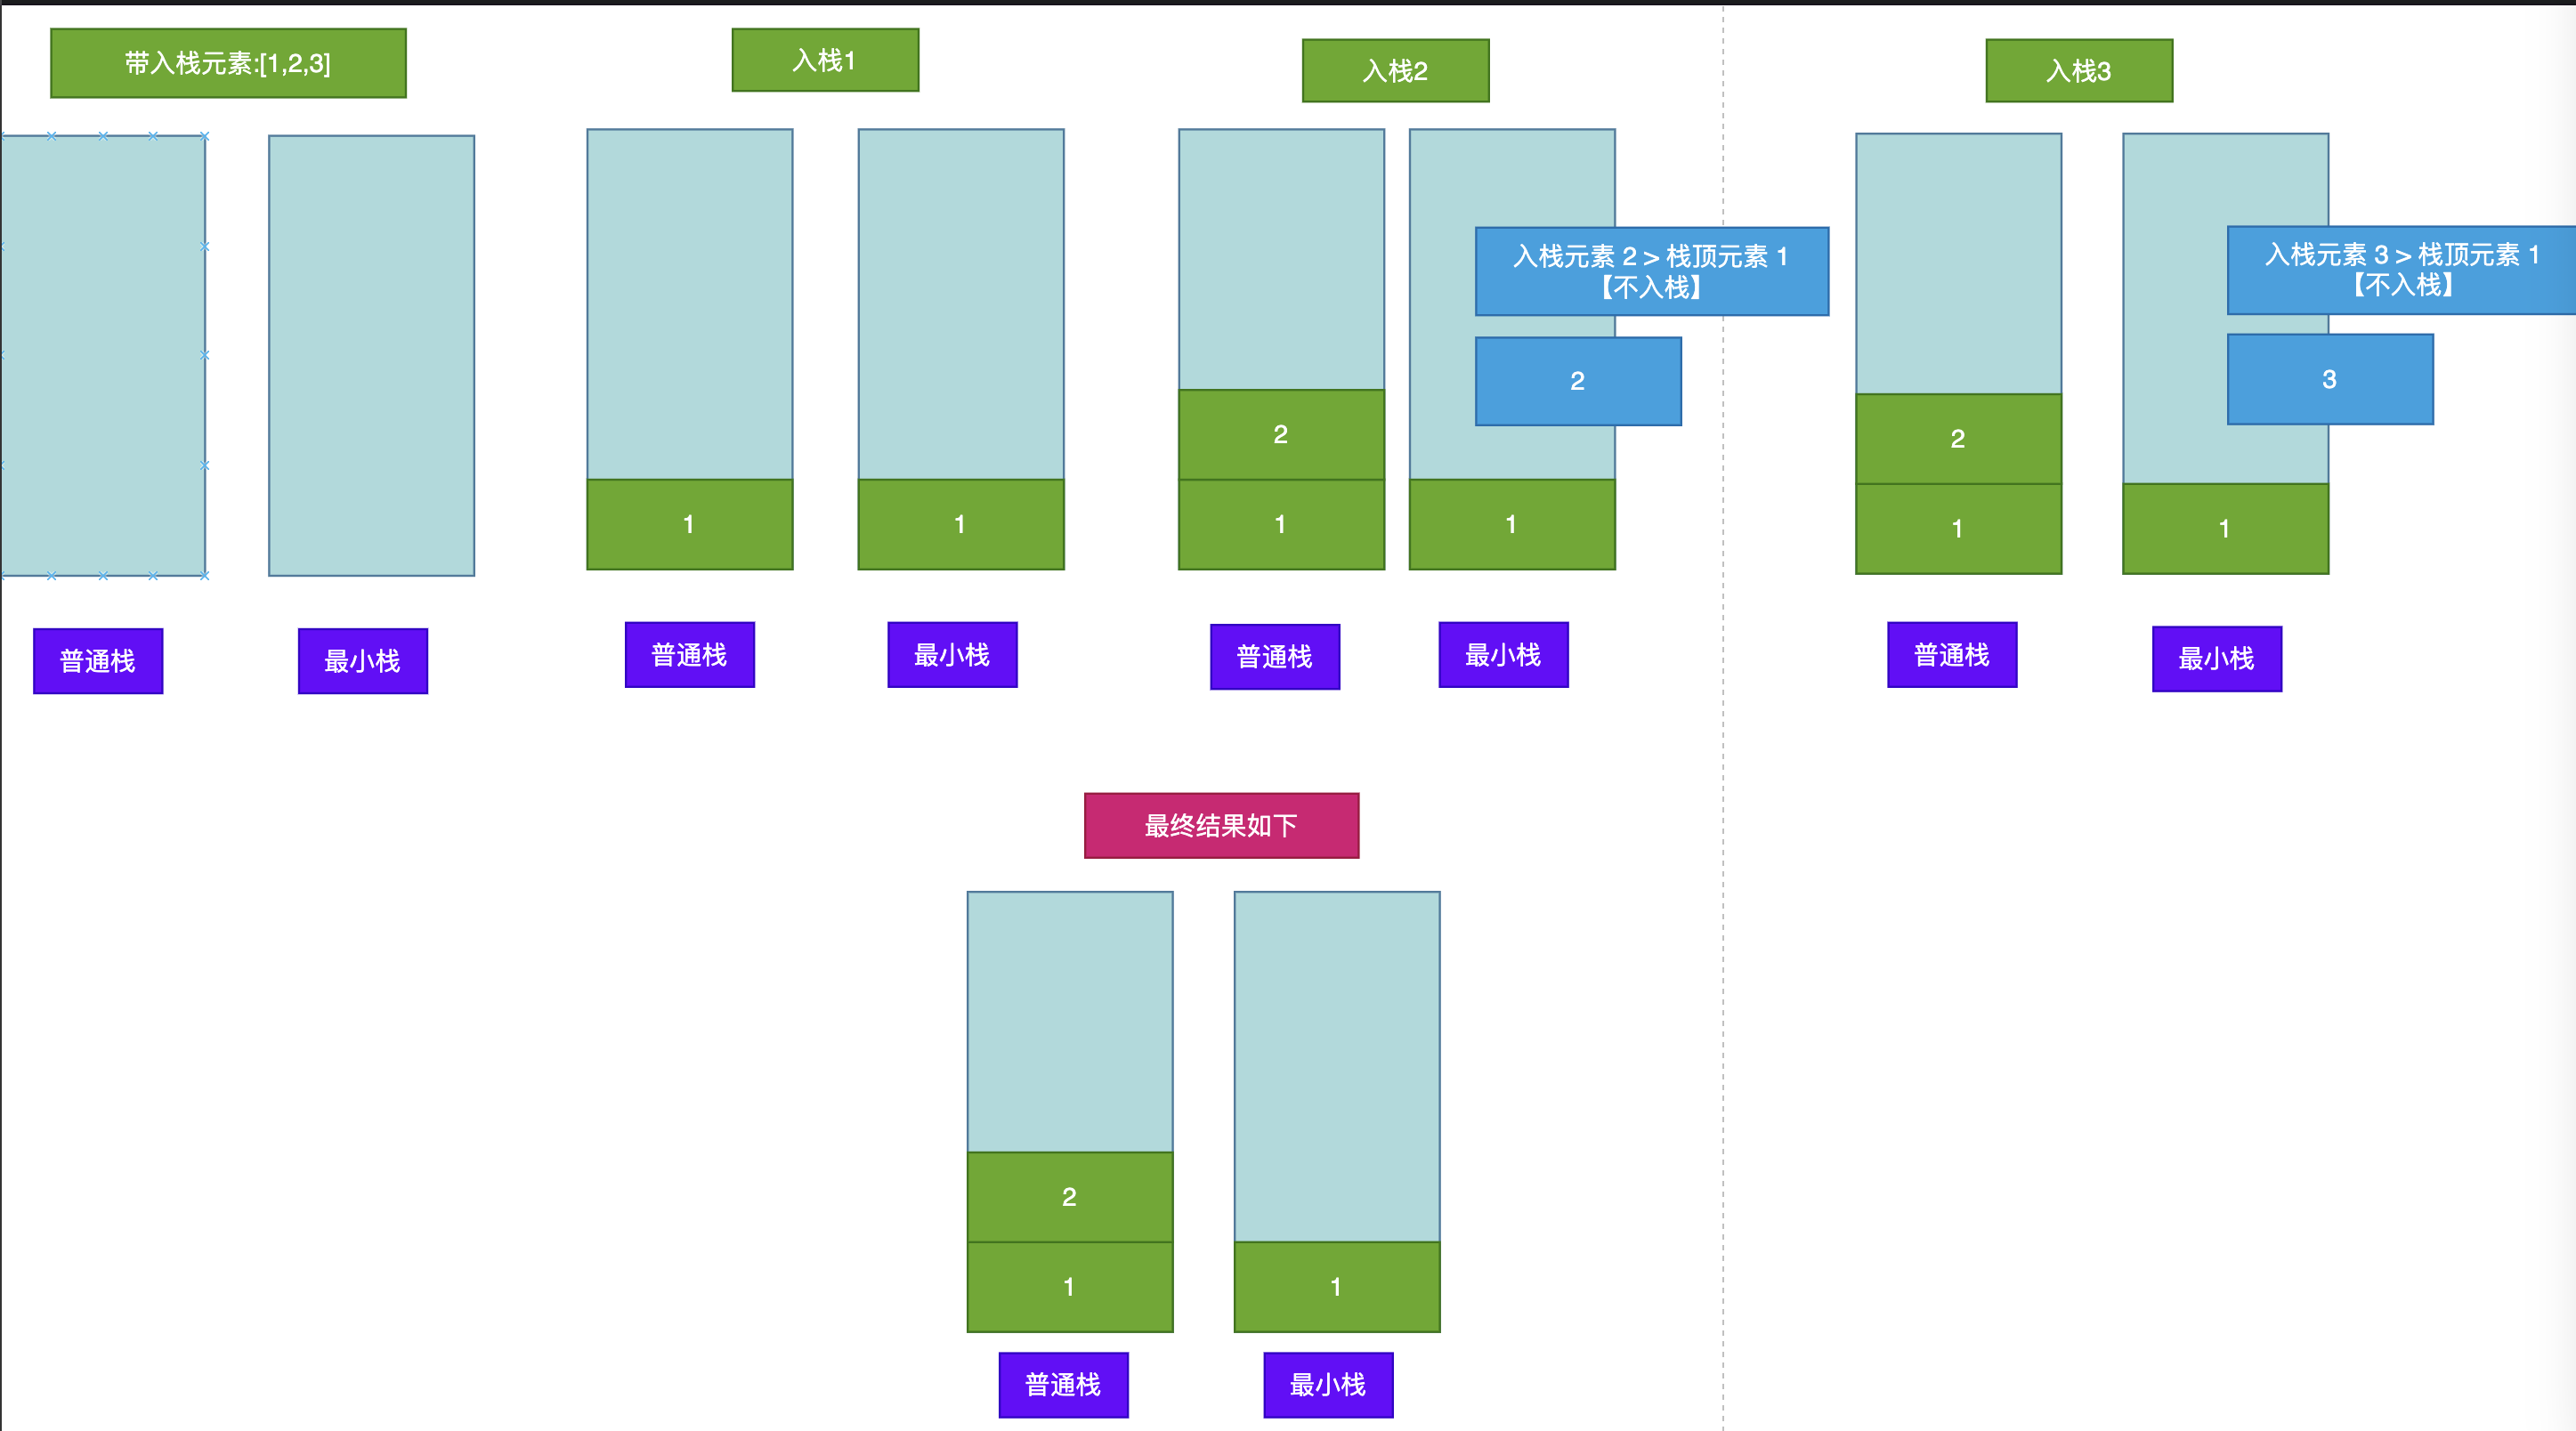 带入栈元素:[1,2,3]
入栈1
入栈2
入栈3
入栈元素 2 > 栈顶元素 1
【不入栈】
入栈元素 3 > 栈顶元素 1
【不入栈】
2
3
2
2
1
1
1
1
1
1
普通栈
最小栈
普通栈
最小栈
普通栈
最小栈
普通栈
最小栈
最终结果如下
2
1
1
普通栈
最小栈